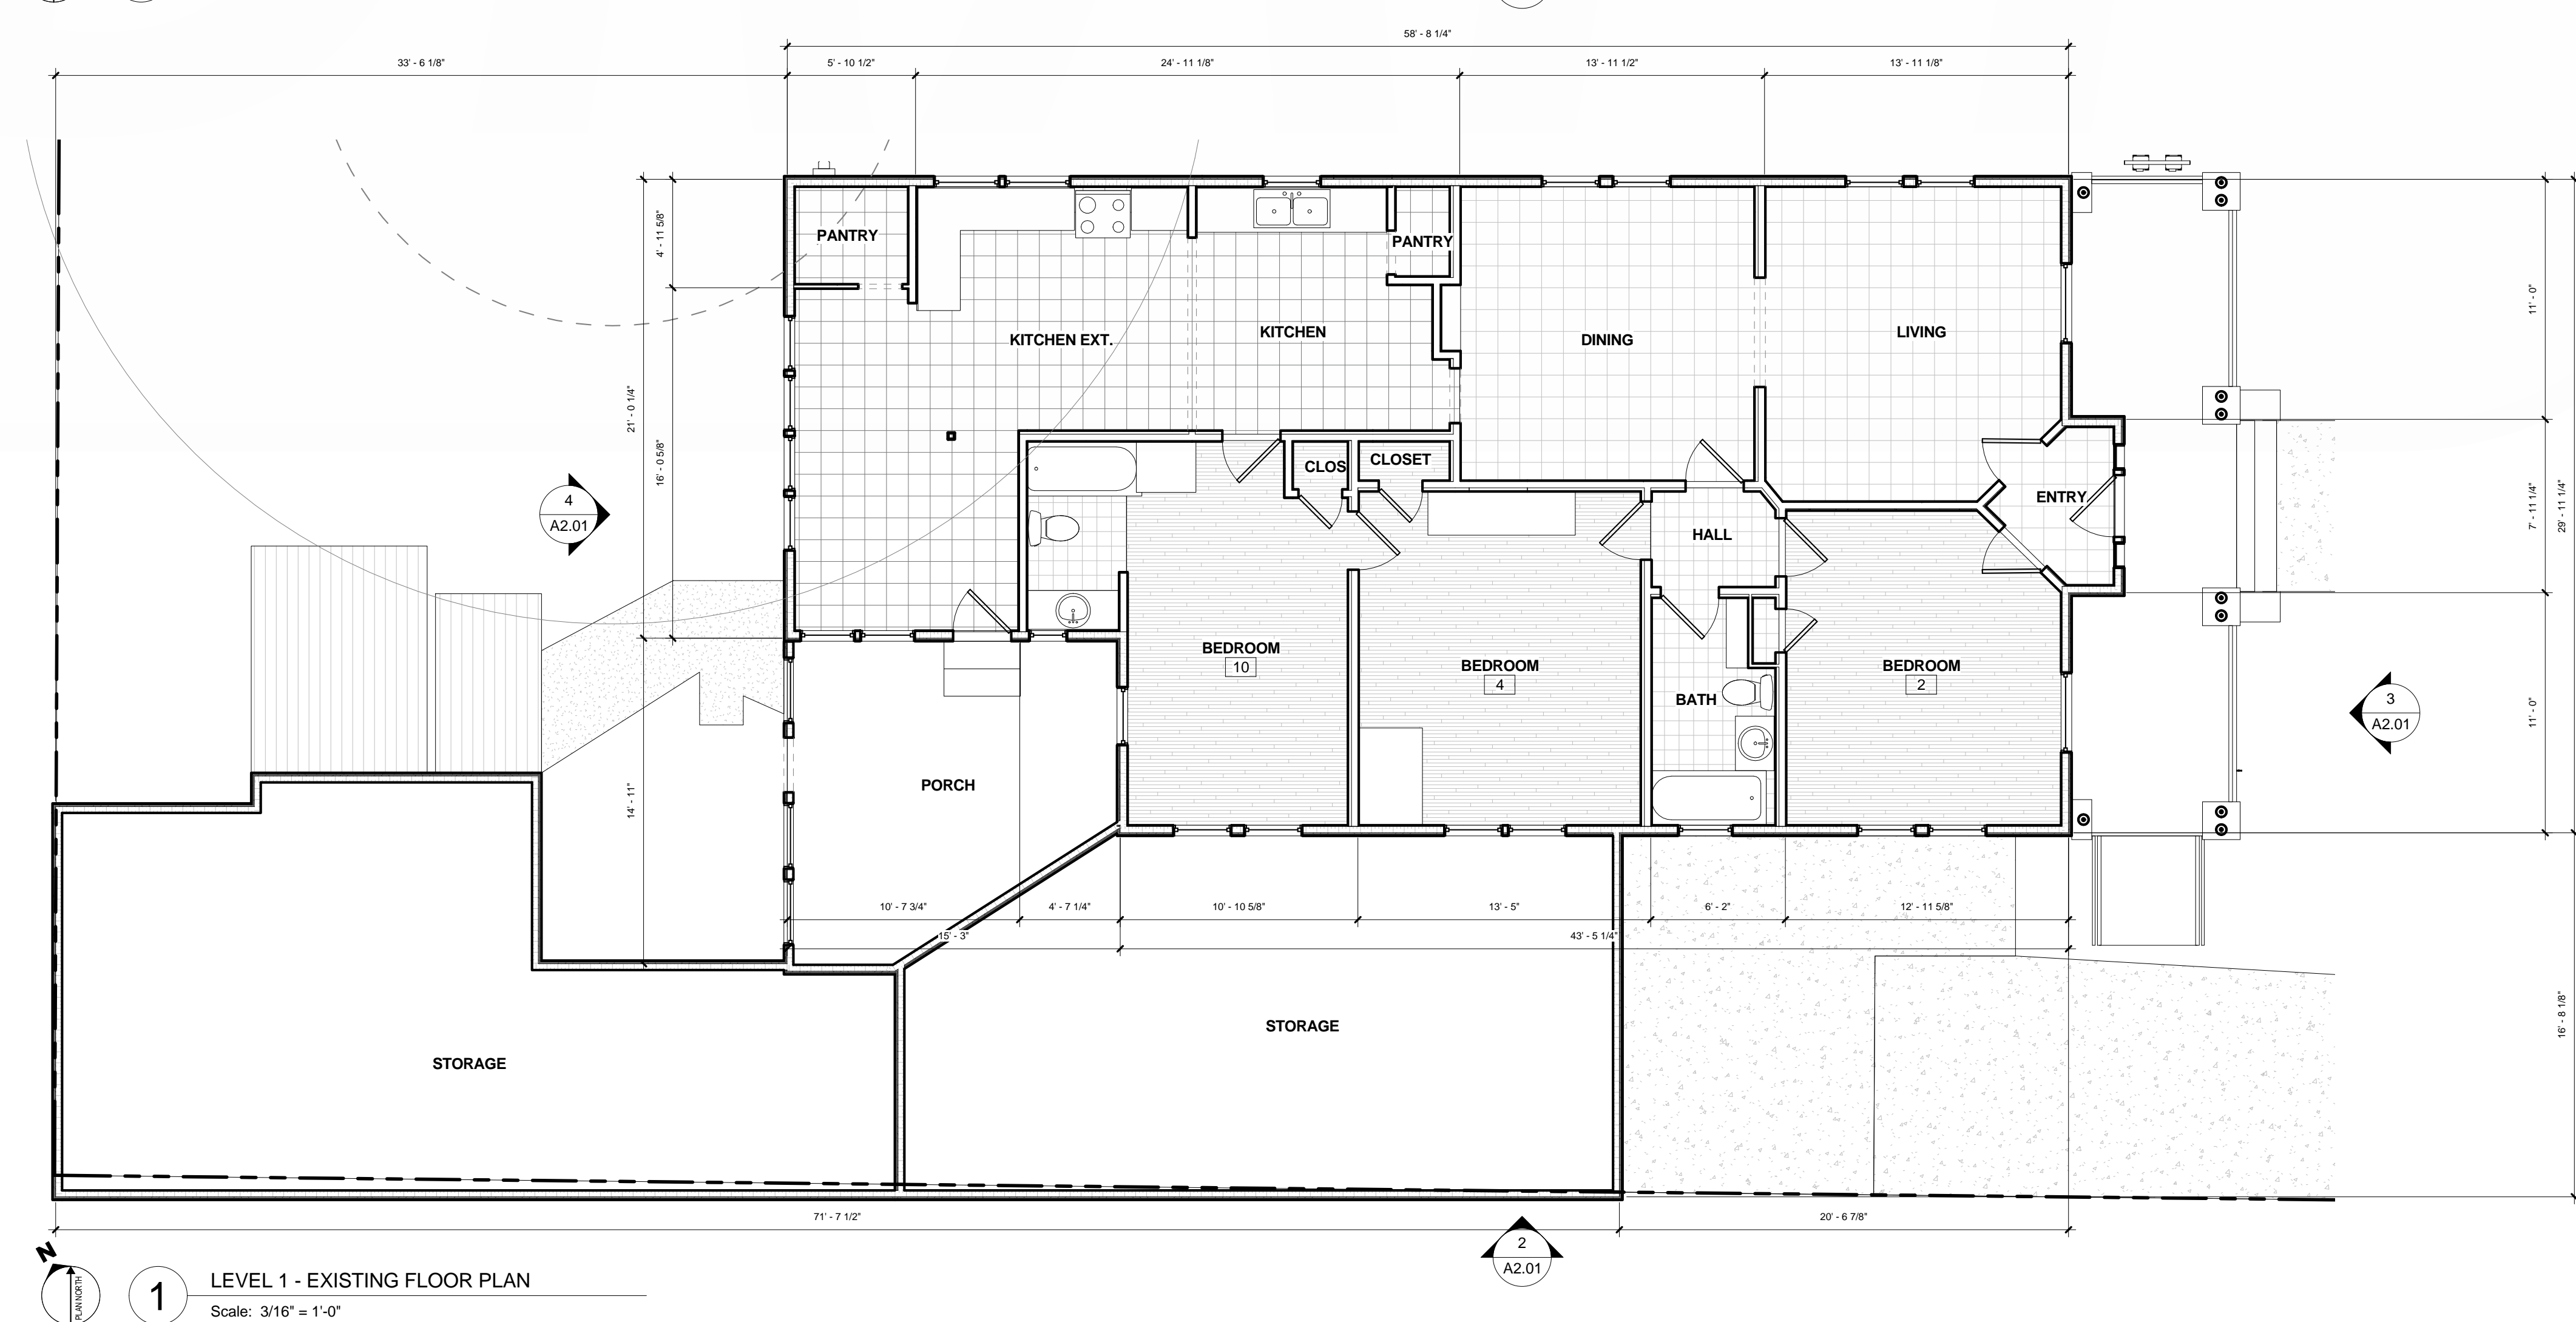 58' - 8 1/4"
33' - 6 1/8"
5' - 10 1/2"
24' - 11 1/8"
13' - 11 1/2"
13' - 11 1/8"
4' - 11 5/8"
21' - 0 1/4"
16' - 0 5/8"
14' - 11"
PANTRY
PANTRY
KITCHEN EXT.
KITCHEN
DINING
LIVING
11' - 0"
CLOS
CLOSET
ENTRY
HALL
7' - 11 1/4"
29' - 11 1/4"
4
A2.01
BEDROOM
10
BEDROOM
4
BEDROOM
2
BATH
3
A2.01
11' - 0"
PORCH
10' - 7 3/4"
4' - 7 1/4"
10' - 10 5/8"
13' - 5"
6' - 2"
12' - 11 5/8"
15' - 3"
43' - 5 1/4"
16' - 8 1/8"
STORAGE
STORAGE
71' - 7 1/2"
20' - 6 7/8"
2
A2.01
N
PLAN NORTH
1
LEVEL 1 - EXISTING FLOOR PLAN
Scale: 3/16" = 1'-0"